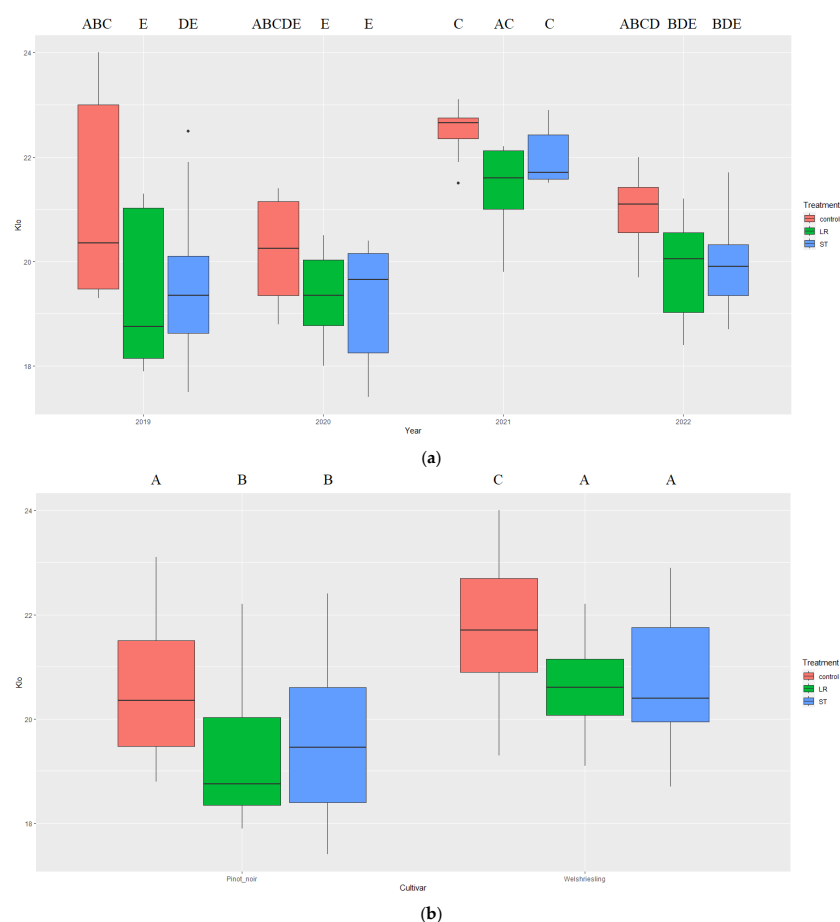 ABC E DE ABCDE E E C AC C ABCD BDE BDE
24
22
20
18
Klo
2019 2020 2021 2022
Year
Treatment
control
LR
ST
(a)
A B B C A A
24
22
20
18
Klo
Pinot_noir Welshriesling
Cultivar
Treatment
control
LR
ST
(b)